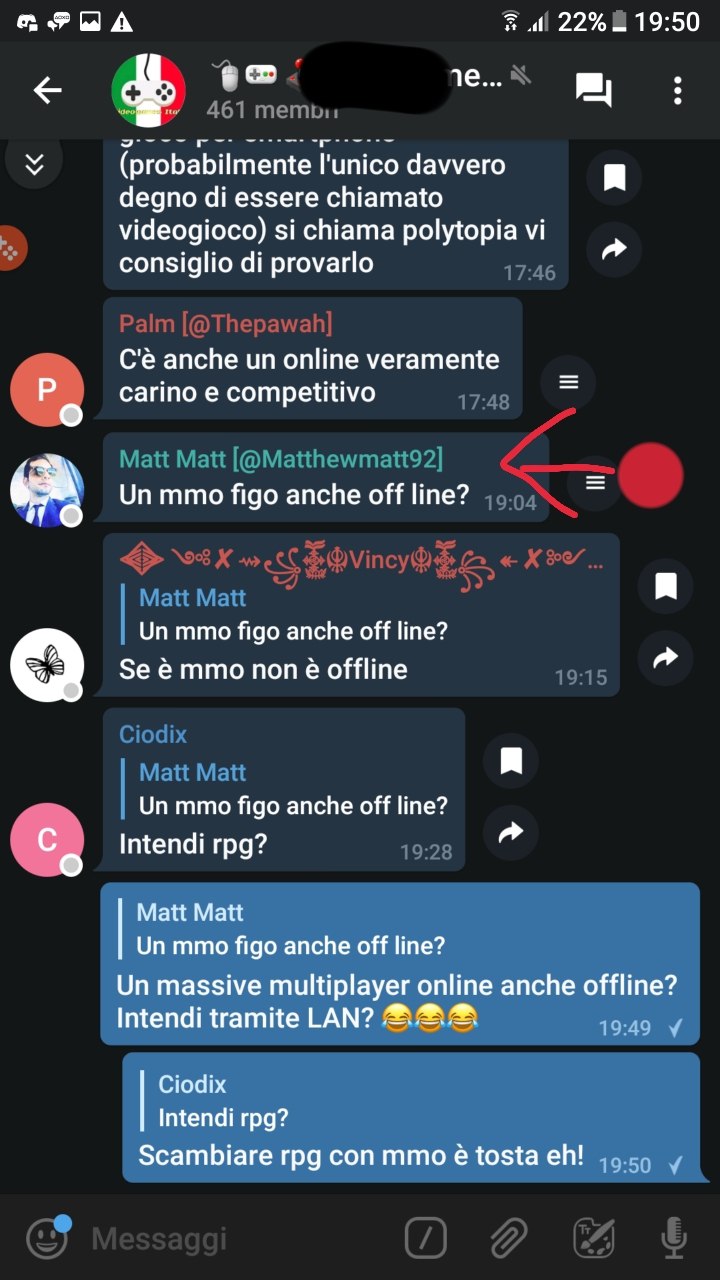 22% 19:50
ne...
461 membri
(probabilmente l'unico davvero
degno di essere chiamato
videogioco) si chiama polytopia vi
consiglio di provarlo
17:46
Palm [@Thepawah]
P
C'è anche un online veramente
carino e competitivo
17:48
Matt Matt [@Matthewmatt92]
Un mmo figo anche off line?
19:04
Vincy
Matt Matt
Un mmo figo anche off line?
Se è mmo non è offline
19:15
Ciodix
Matt Matt
Un mmo figo anche off line?
C
Intendi rpg?
19:28
Matt Matt
Un mmo figo anche off line?
Un massive multiplayer online anche offline?
Intendi tramite LAN? 😂😂😂
19:49
Ciodix
Intendi rpg?
Scambiare rpg con mmo è tosta eh!
19:50
Messaggi